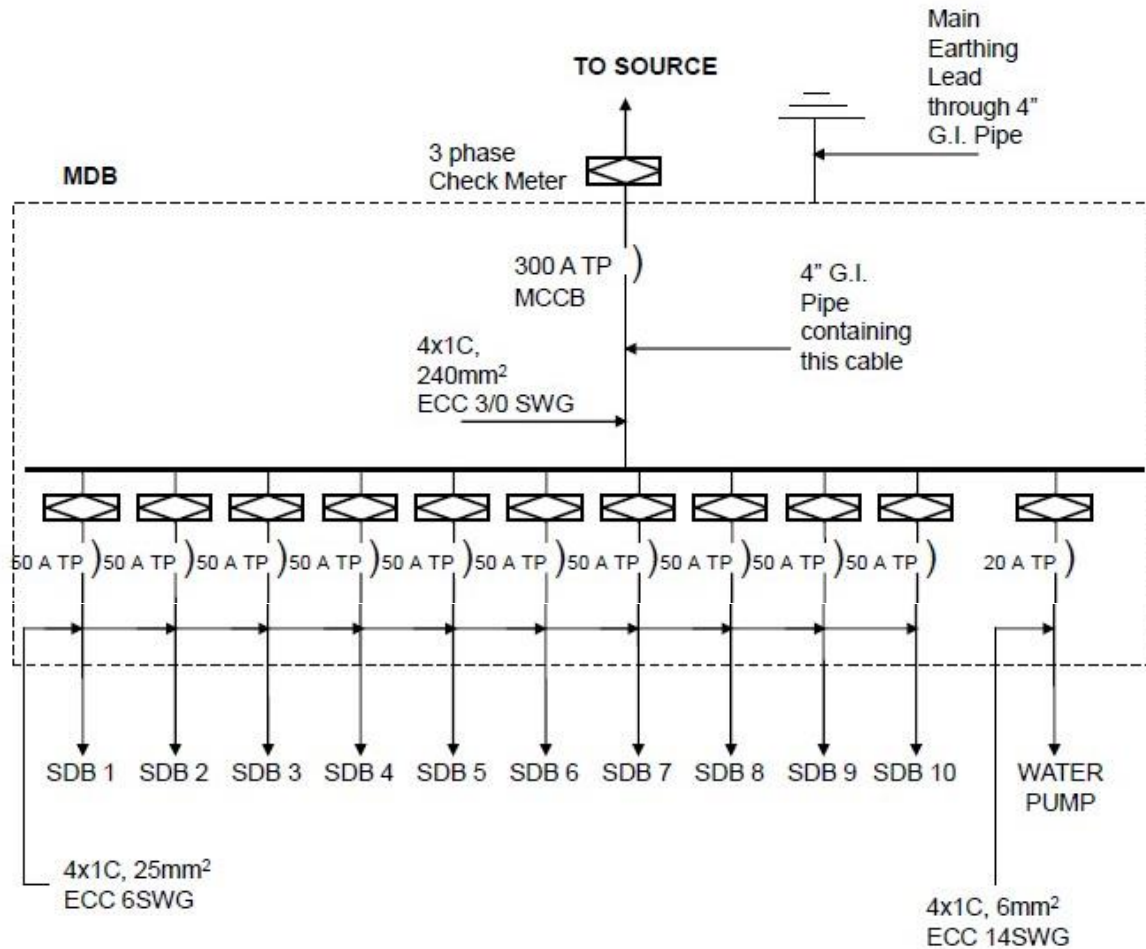 Main
Earthing
Lead
through 4”
G.I. Pipe
TO SOURCE
3 phase
Check Meter
MDB
300 A TP
MCCB
4” G.I.
Pipe
containing
this cable
4x1C,
240mm²
ECC 3/0 SWG
50 A TP 50 A TP 50 A TP 50 A TP 50 A TP 50 A TP 50 A TP 50 A TP 50 A TP 50 A TP 20 A TP
SDB 1 SDB 2 SDB 3 SDB 4 SDB 5 SDB 6 SDB 7 SDB 8 SDB 9 SDB 10 WATER
PUMP
4x1C, 25mm²
ECC 6SWG
4x1C, 6mm²
ECC 14SWG